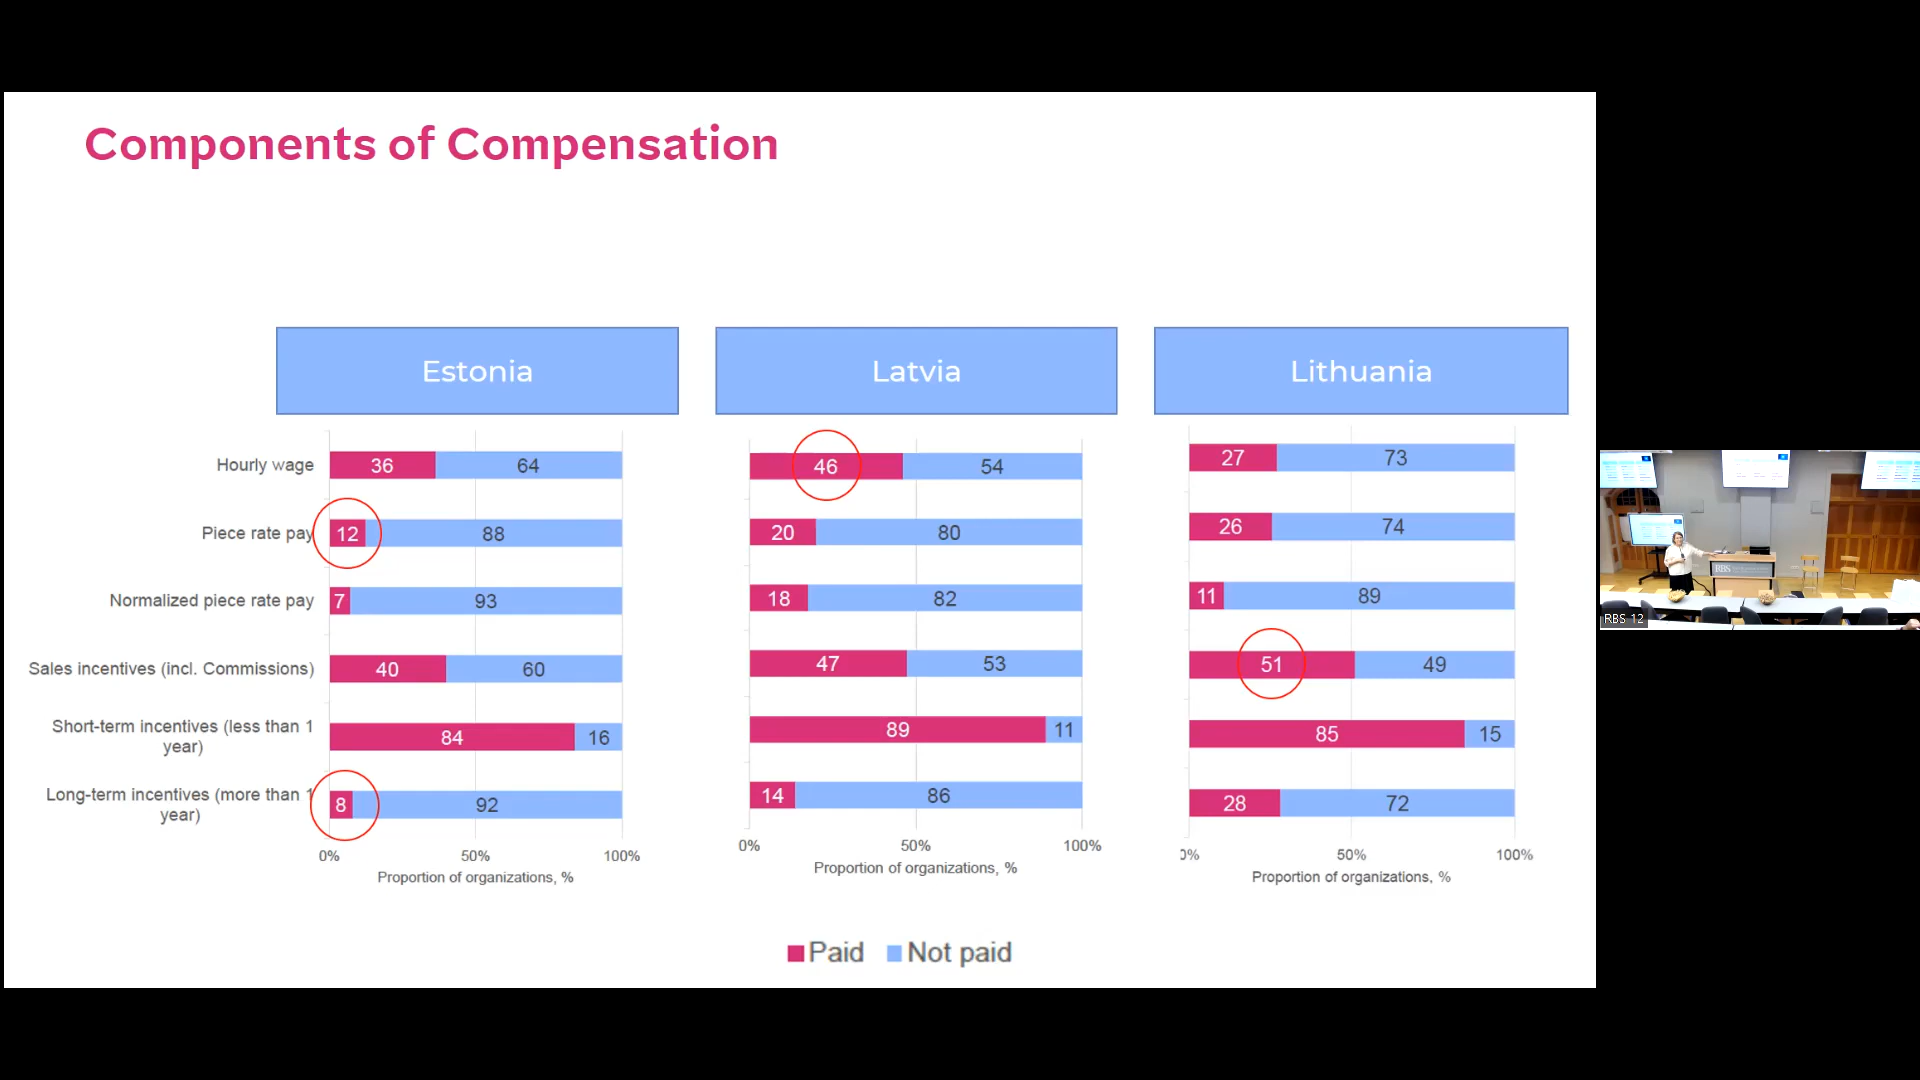 Components of Compensation
Estonia
Latvia
Lithuania
Hourly wage
36 64
46 54
27 73
Piece rate pay
12 88
20 80
26 74
Normalized piece rate pay
7 93
18 82
11 89
Sales incentives (incl. Commissions)
40 60
47 53
51 49
Short-term incentives (less than 1
year)
84 16
89 11
85 15
Long-term incentives (more than 1
year)
8 92
14 86
28 72
0% 50% 100%
Proportion of organizations, %
0% 50% 100%
Proportion of organizations, %
0% 50% 100%
Proportion of organizations, %
Paid Not paid
RBS
RBS 12